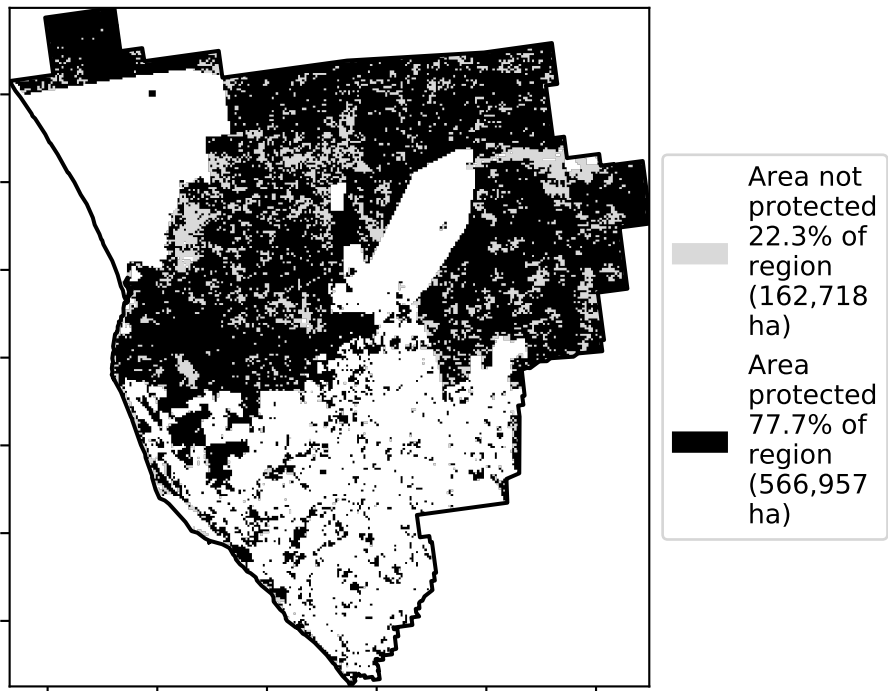 Area not
protected
22.3% of
region
(162,718
ha)
Area
protected
77.7% of
region
(566,957
ha)